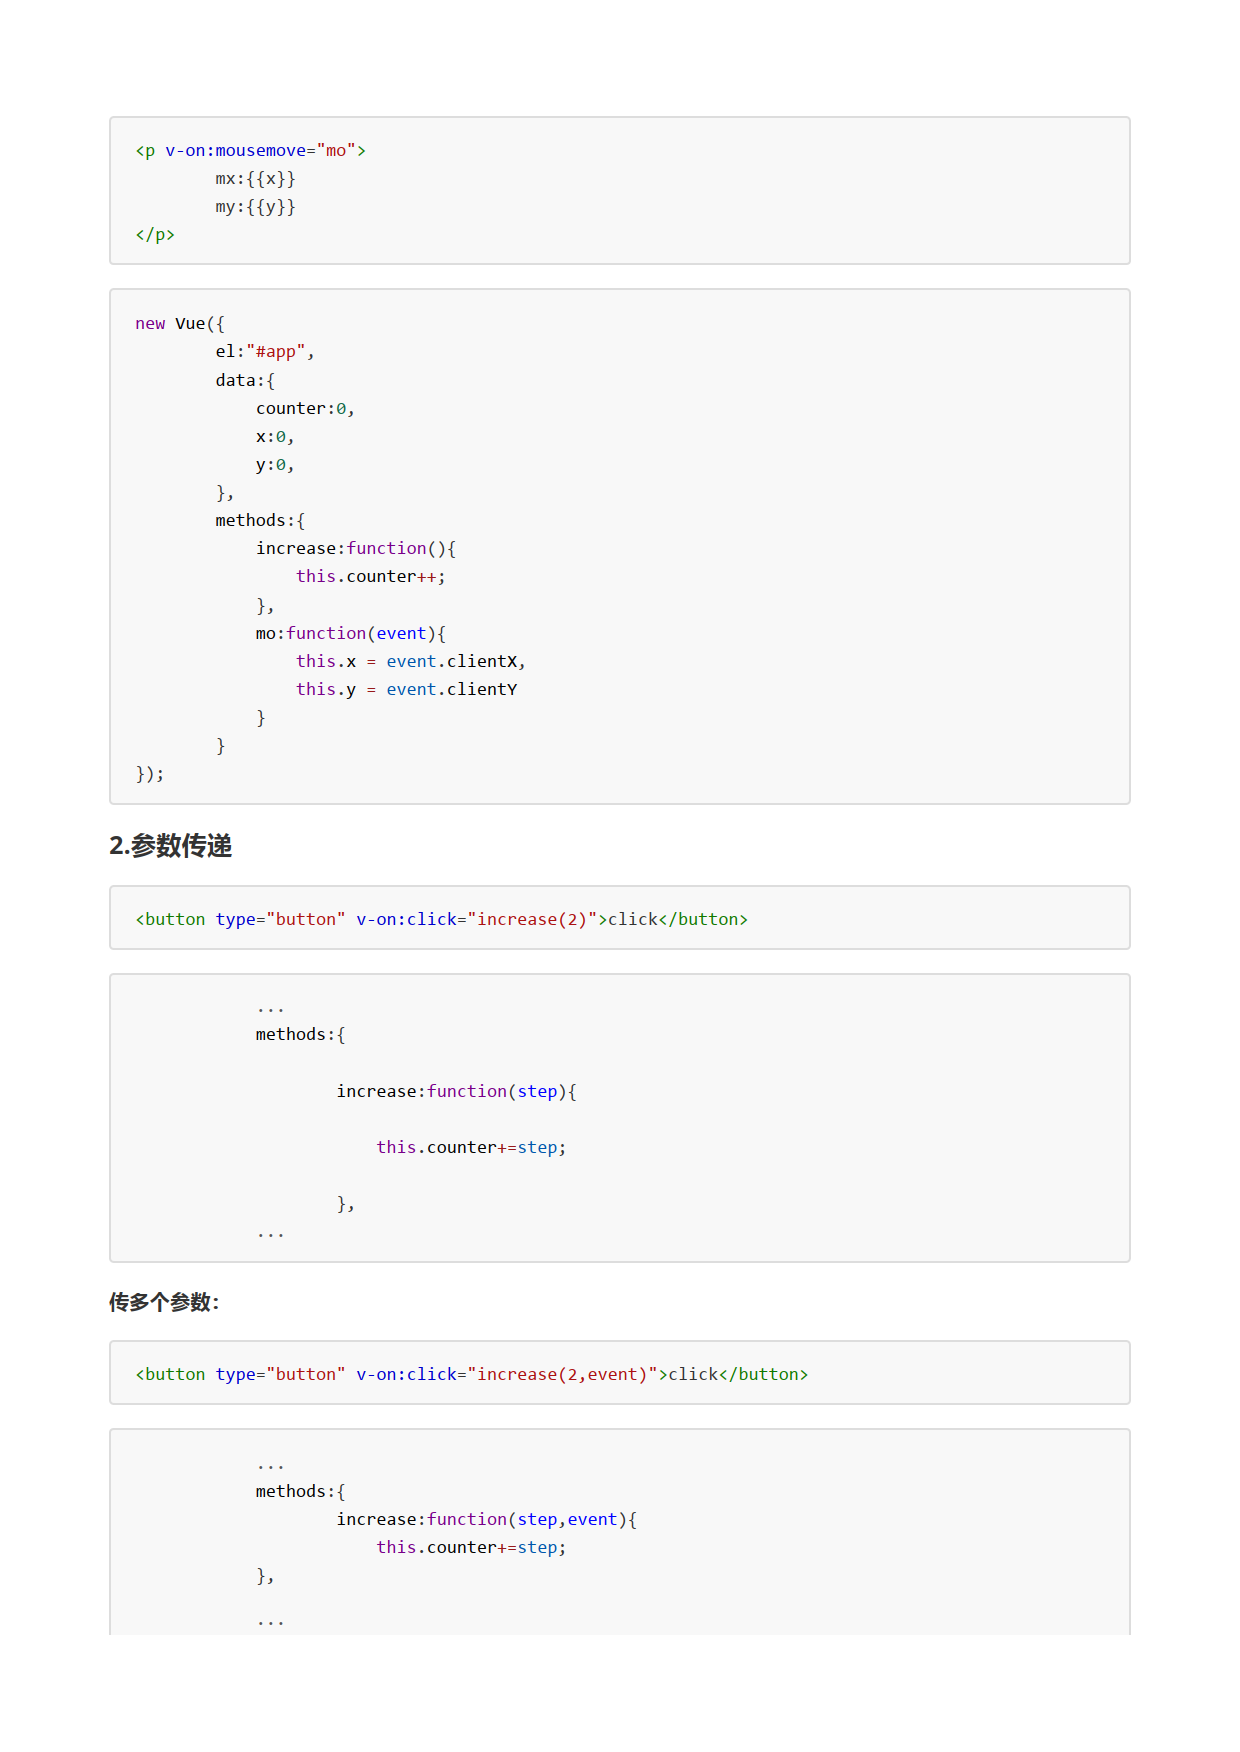 <p v-on:mousemove="mo">
        mx:{{x}}
        my:{{y}}
</p>
new Vue({
        el:"#app",
        data:{
            counter:0,
            x:0,
            y:0,
        },
        methods:{
            increase:function(){
                this.counter++;
            },
            mo:function(event){
                this.x = event.clientX,
                this.y = event.clientY
            }
        }
});
2.参数传递
<button type="button" v-on:click="increase(2)">click</button>
            ...
            methods:{
                    increase:function(step){
                        this.counter+=step;
                    },
            ...
传多个参数：
<button type="button" v-on:click="increase(2,event)">click</button>
            ...
            methods:{
                    increase:function(step,event){
                        this.counter+=step;
            },
            ...